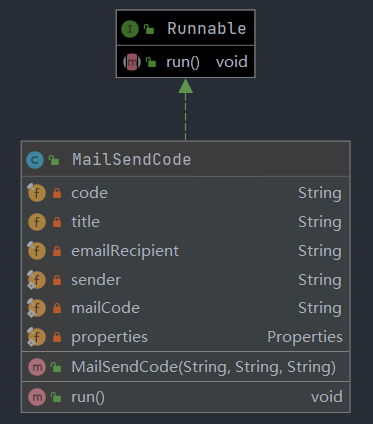 I Runnable
m run() void
C MailSendCode
f code String
f title String
f emailRecipient String
f sender String
f mailCode String
f properties Properties
m MailSendCode(String, String, String)
m run() void